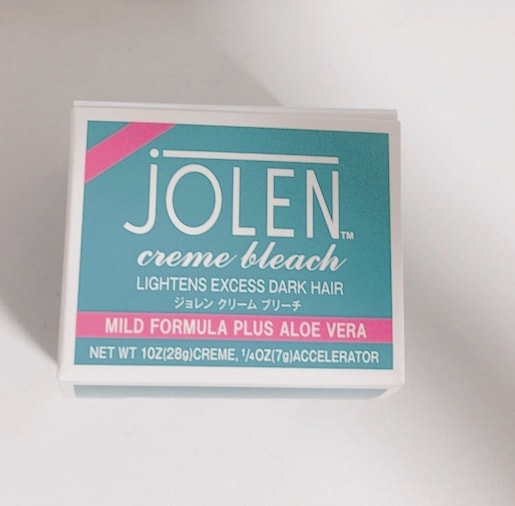 JOLEN™
creme bleach
LIGHTENS EXCESS DARK HAIR
ジョレン クリーム ブリーチ
MILD FORMULA PLUS ALOE VERA
NET WT 1OZ(28g)CREME, 1/4OZ(7g)ACCELERATOR